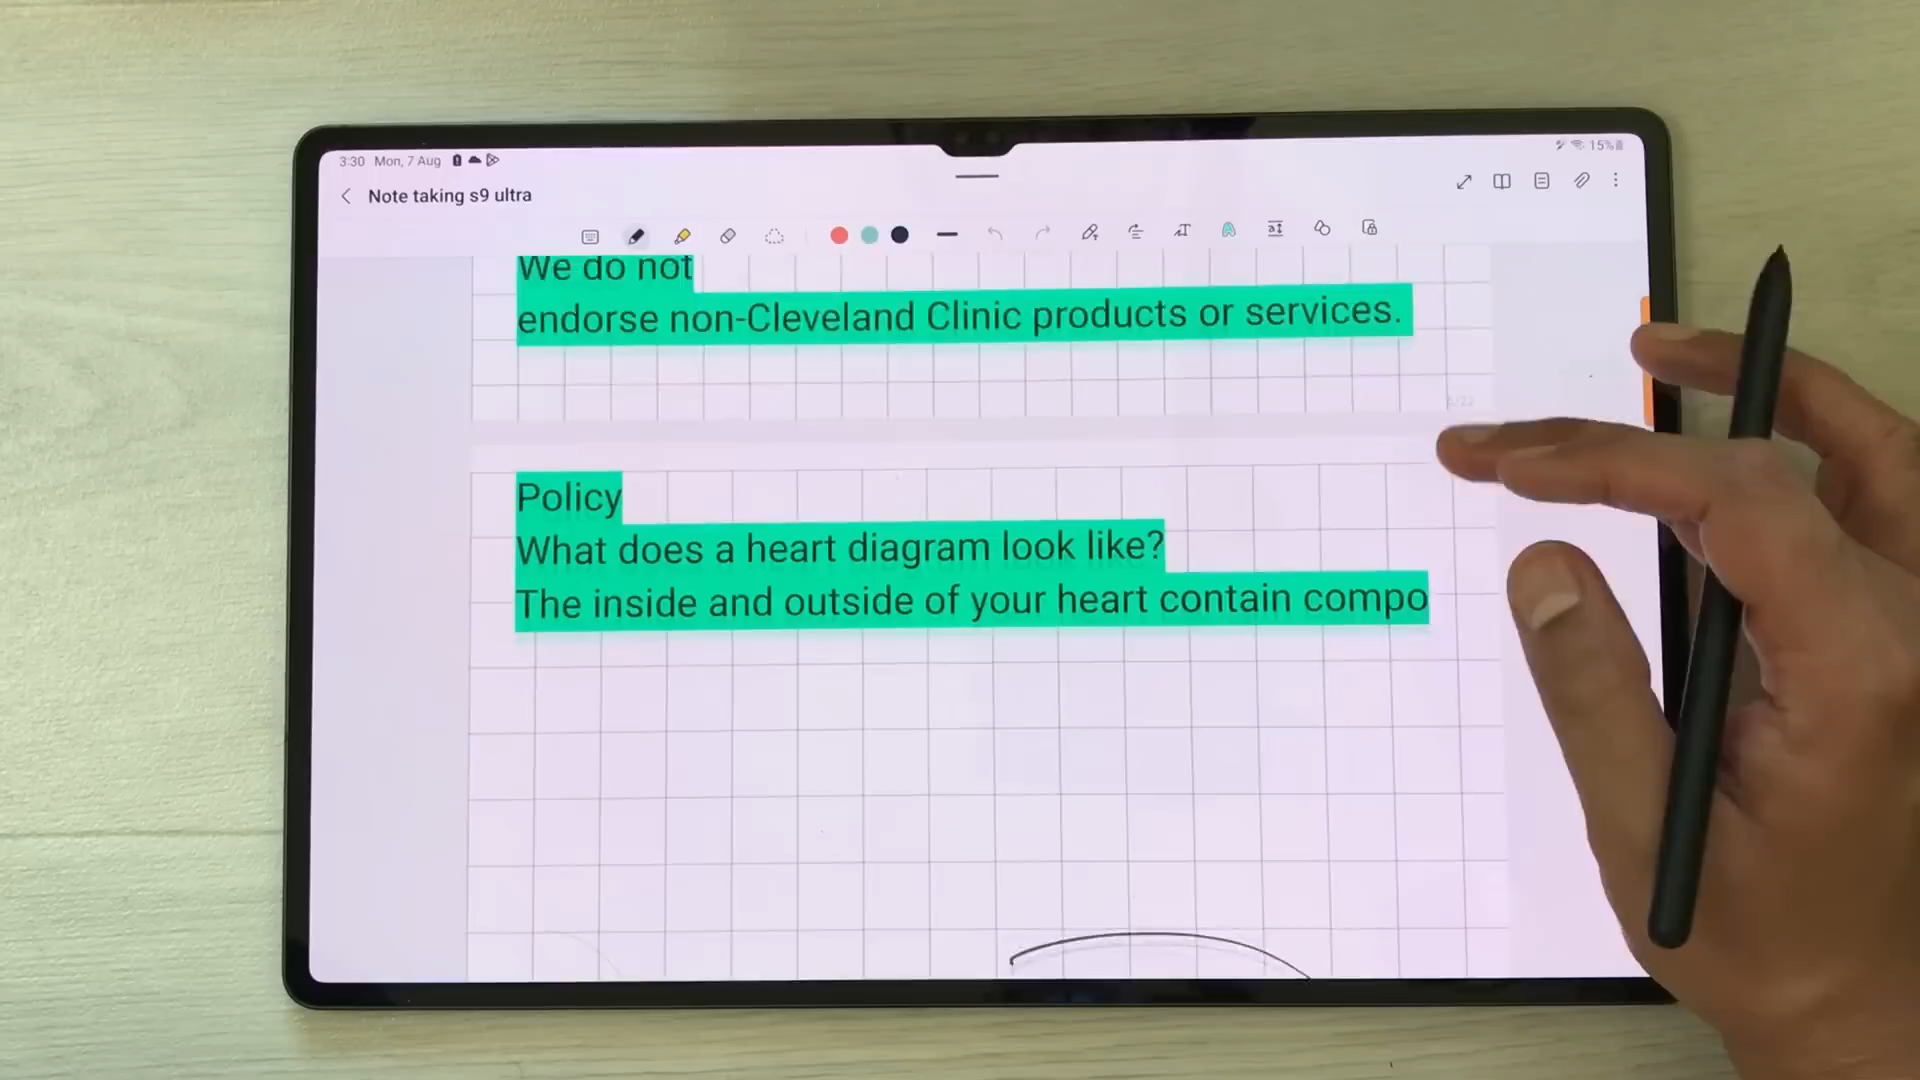 3:30 Mon, 7 Aug
15%
Note taking s9 ultra
We do not
endorse non-Cleveland Clinic products or services.
Policy
What does a heart diagram look like?
The inside and outside of your heart contain compo